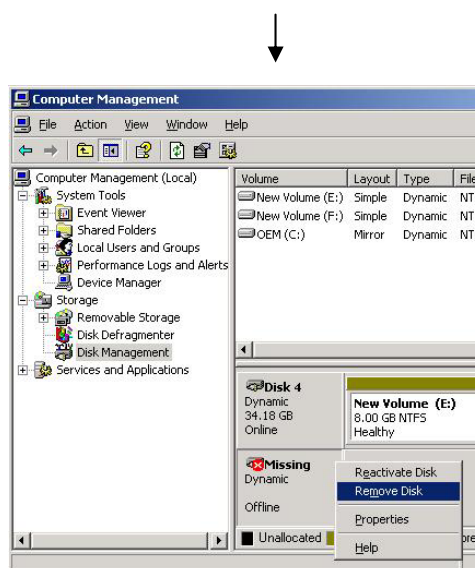 Computer Management
File Action View Window Help
Computer Management (Local)
System Tools
Event Viewer
Shared Folders
Local Users and Groups
Performance Logs and Alerts
Device Manager
Storage
Removable Storage
Disk Defragmenter
Disk Management
Services and Applications
Volume Layout Type File
New Volume (E:) Simple Dynamic NT
New Volume (F:) Simple Dynamic NT
OEM (C:) Mirror Dynamic NT
Disk 4
Dynamic
34.18 GB
Online
New Volume (E:)
8.00 GB NTFS
Healthy
Missing
Dynamic
Offline
Reactivate Disk
Remove Disk
Properties
Help
Unallocated